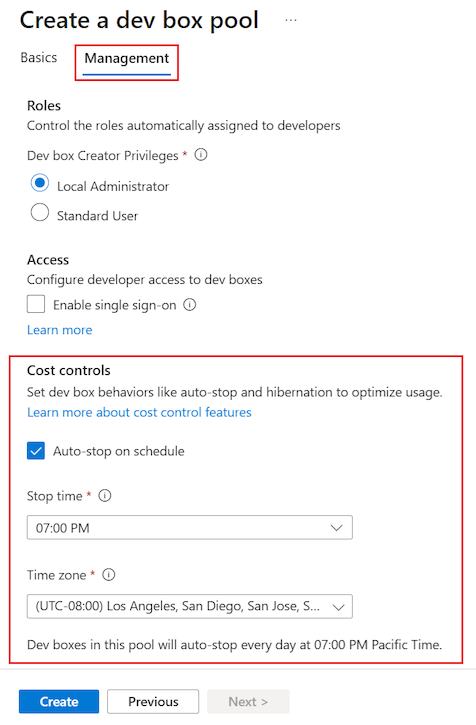 Create a dev box pool ...
Basics Management
Roles
Control the roles automatically assigned to developers
Dev box Creator Privileges *
Local Administrator
Standard User
Access
Configure developer access to dev boxes
Enable single sign-on
Learn more
Cost controls
Set dev box behaviors like auto-stop and hibernation to optimize usage.
Learn more about cost control features
Auto-stop on schedule
Stop time *
07:00 PM
Time zone *
(UTC-08:00) Los Angeles, San Diego, San Jose, S...
Dev boxes in this pool will auto-stop every day at 07:00 PM Pacific Time.
Create Previous Next >